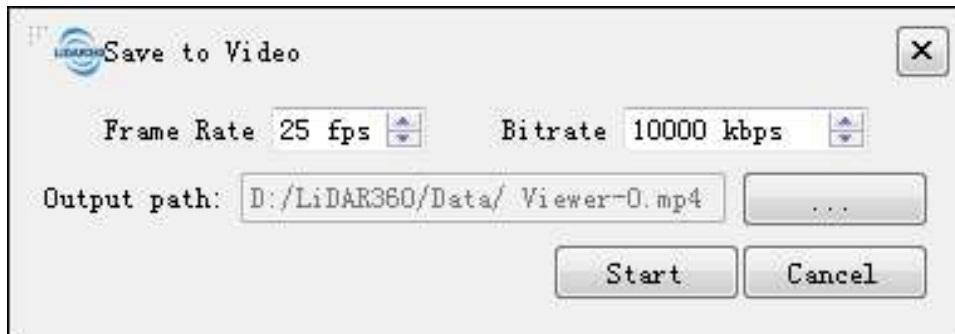 Save to Video
Frame Rate 25 fps Bitrate 10000 kbps
Output path: D:/LiDAR360/Data/ Viewer-0.mp4 ...
Start Cancel